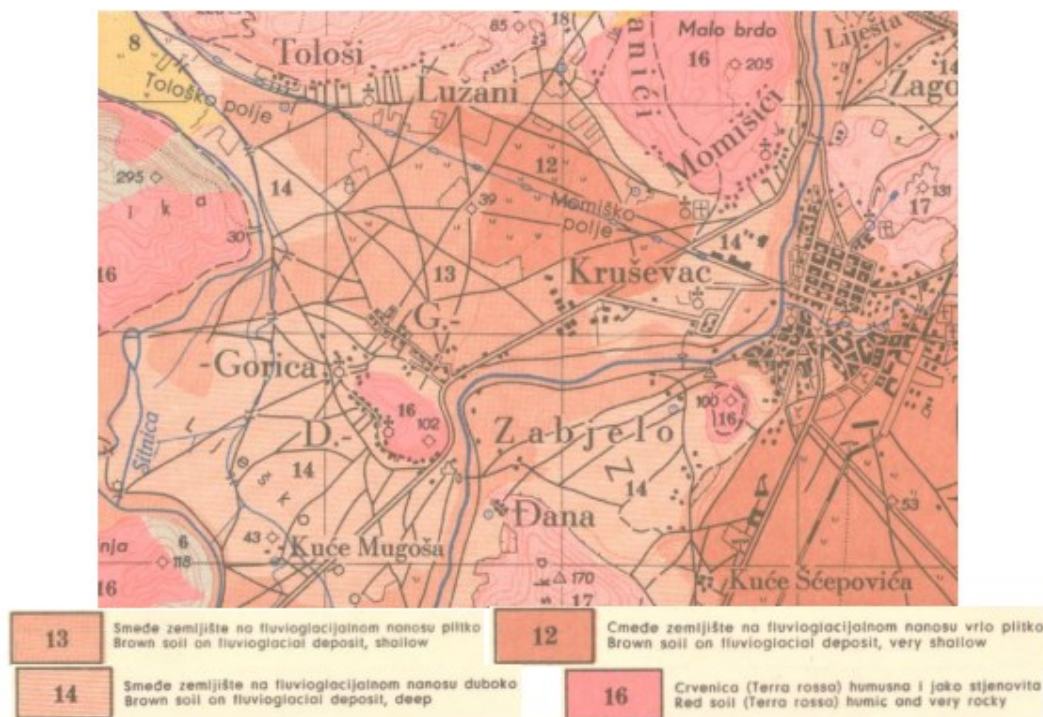 8
Tološi
85
18
anići
Malo brdo
16
205
Liješta
14
Zago
Tološko polje
Lužani
Momišići
295
ika
14
12
39
131
17
30
Momiško
polje
14
16
13
Kruševac
G.-
-Gorica
16
102
100
16
D.-
Zabjelo
Sitnica
14
14
53
Đana
43
Kuće Mugoša
6
118
16
170
17
Kuće Šćepovića
13
Smeđe zemljište na fluvioglacijalnom nanosu plitko
Brown soil on fluvioglacial deposit, shallow
12
Cmeđe zemljište na fluvioglacijalnom nanosu vrlo plitko
Brown soil on fluvioglacial deposit, very shallow
14
Smeđe zemljište na fluvioglacijalnom nanosu duboko
Brown soil on fluvioglacial deposit, deep
16
Crvenica (Terra rossa) humusna i jako stjenovita
Red soil (Terra rossa) humic and very rocky